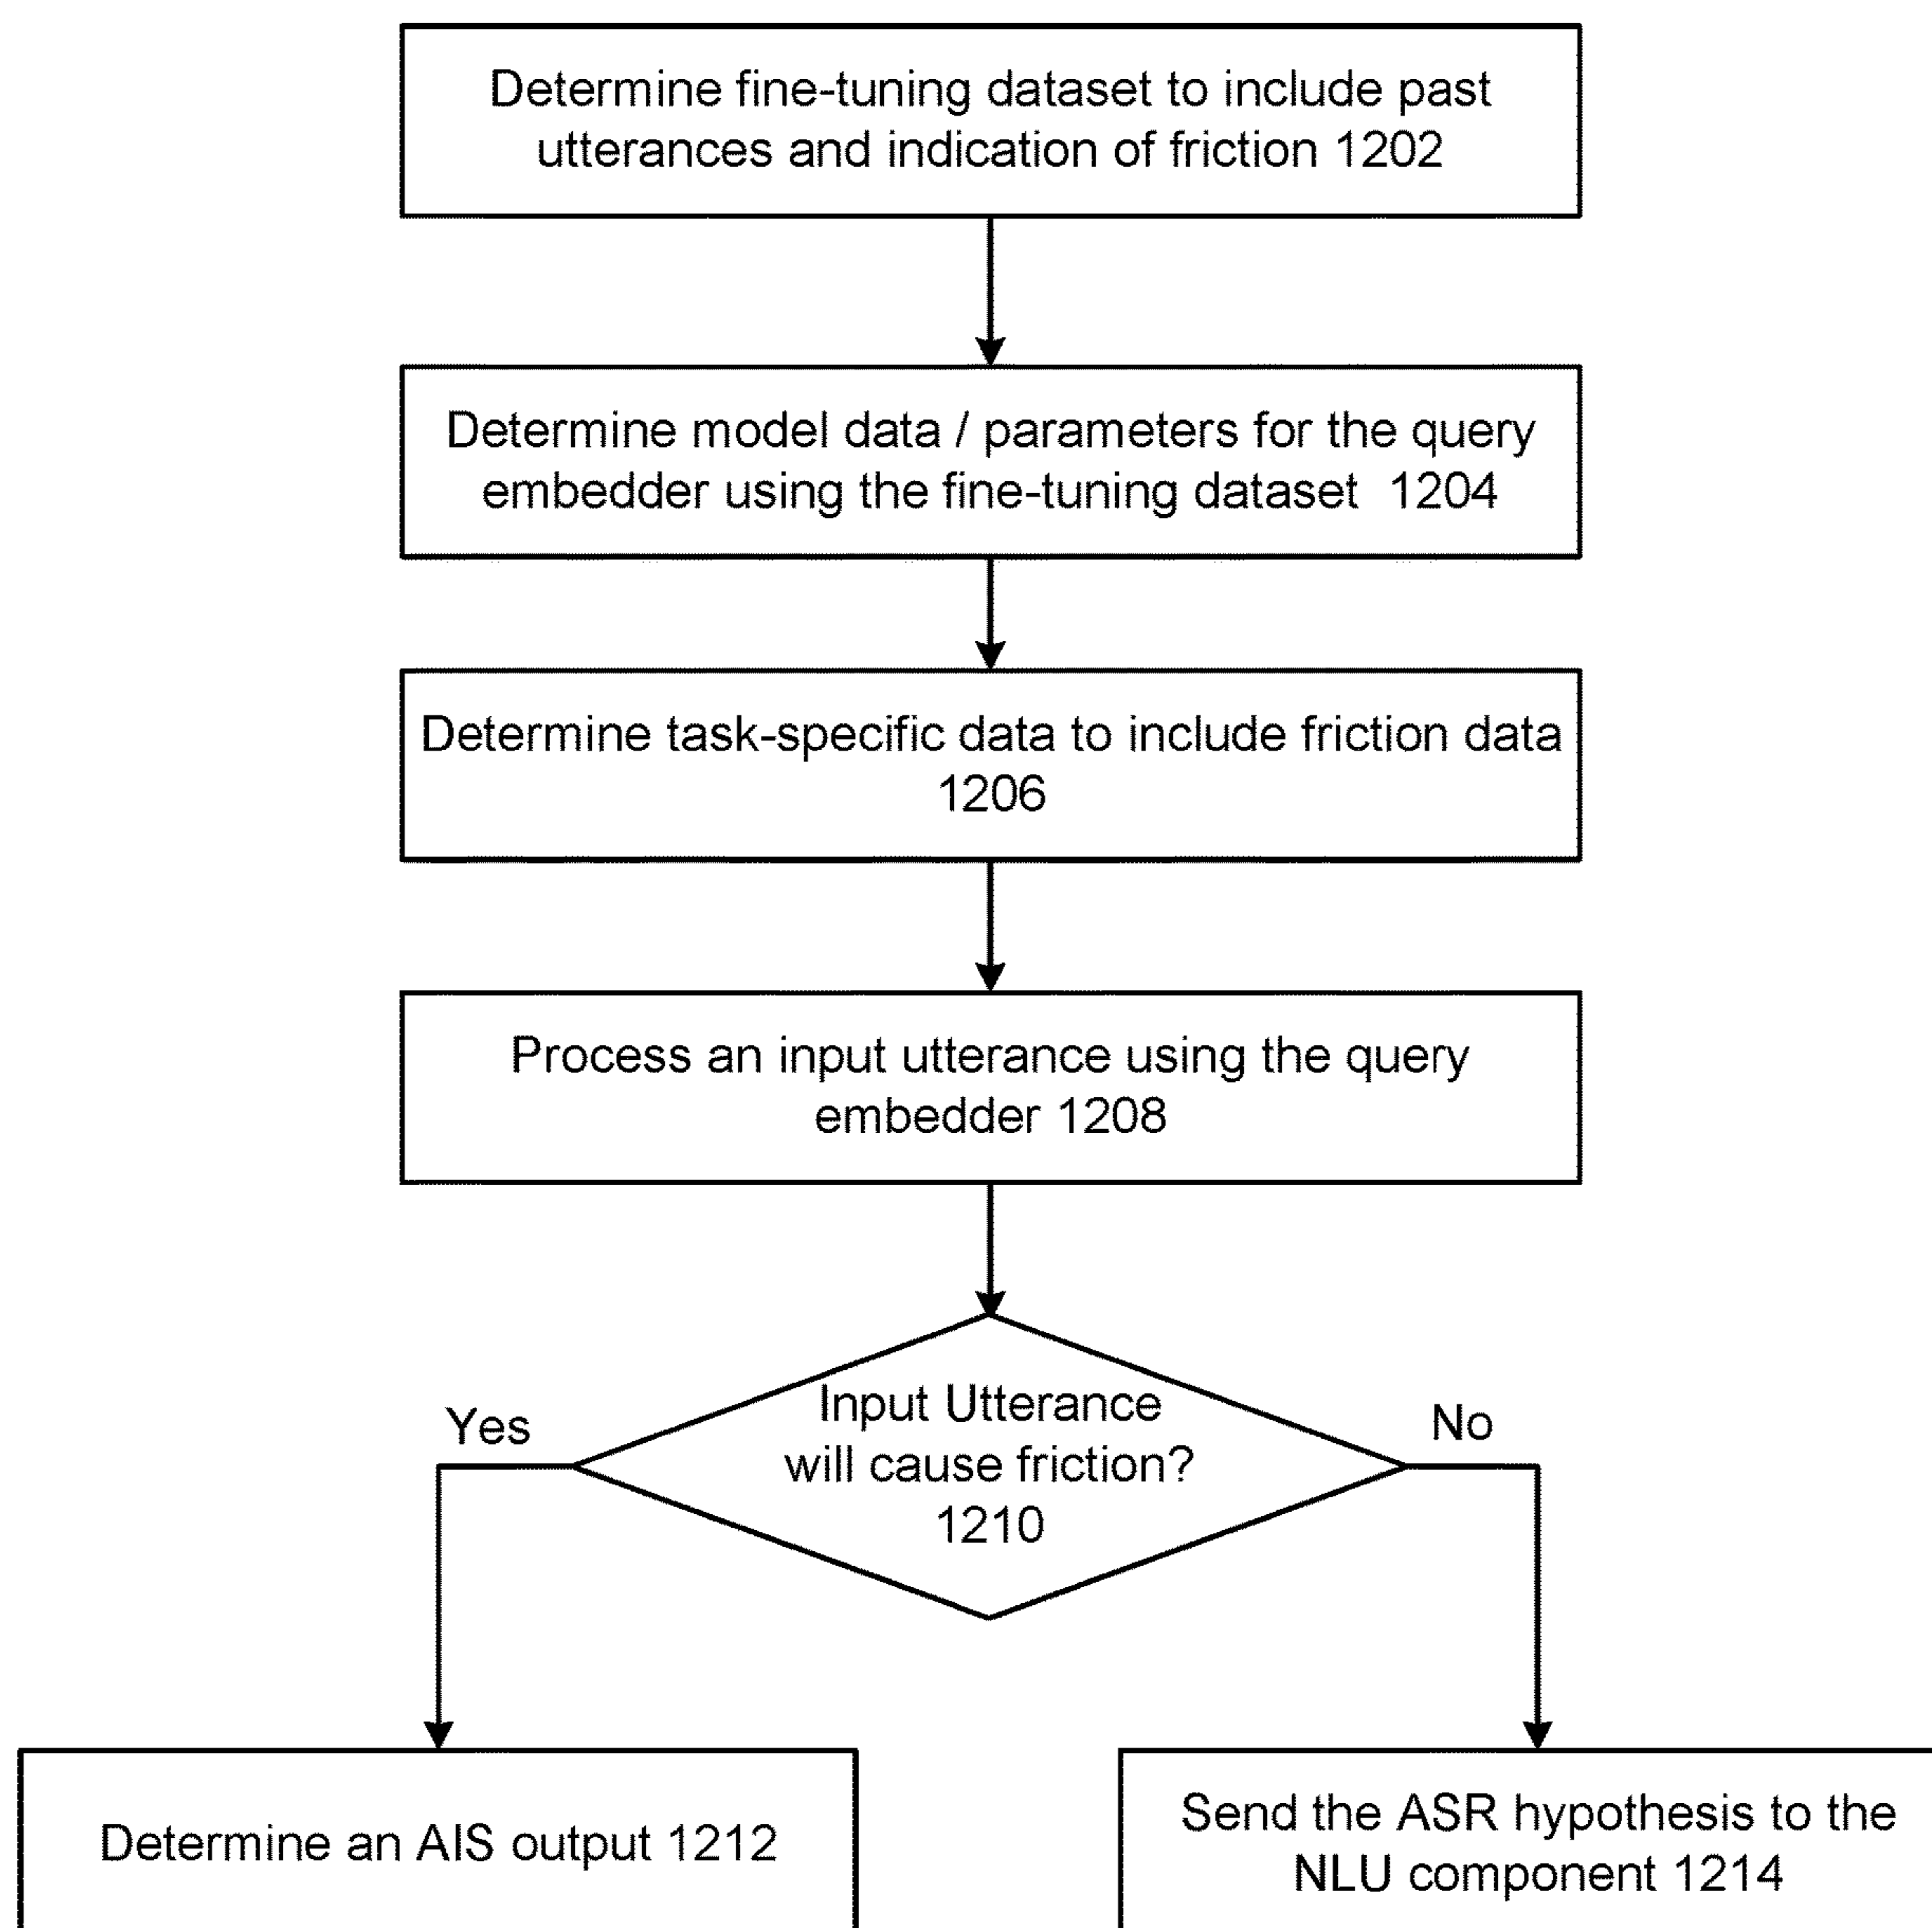 Determine fine-tuning dataset to include past
utterances and indication of friction 1202
Determine model data / parameters for the query
embedder using the fine-tuning dataset 1204
Determine task-specific data to include friction data
1206
Process an input utterance using the query
embedder 1208
Input Utterance
will cause friction?
1210
Yes
No
Determine an AIS output 1212
Send the ASR hypothesis to the
NLU component 1214